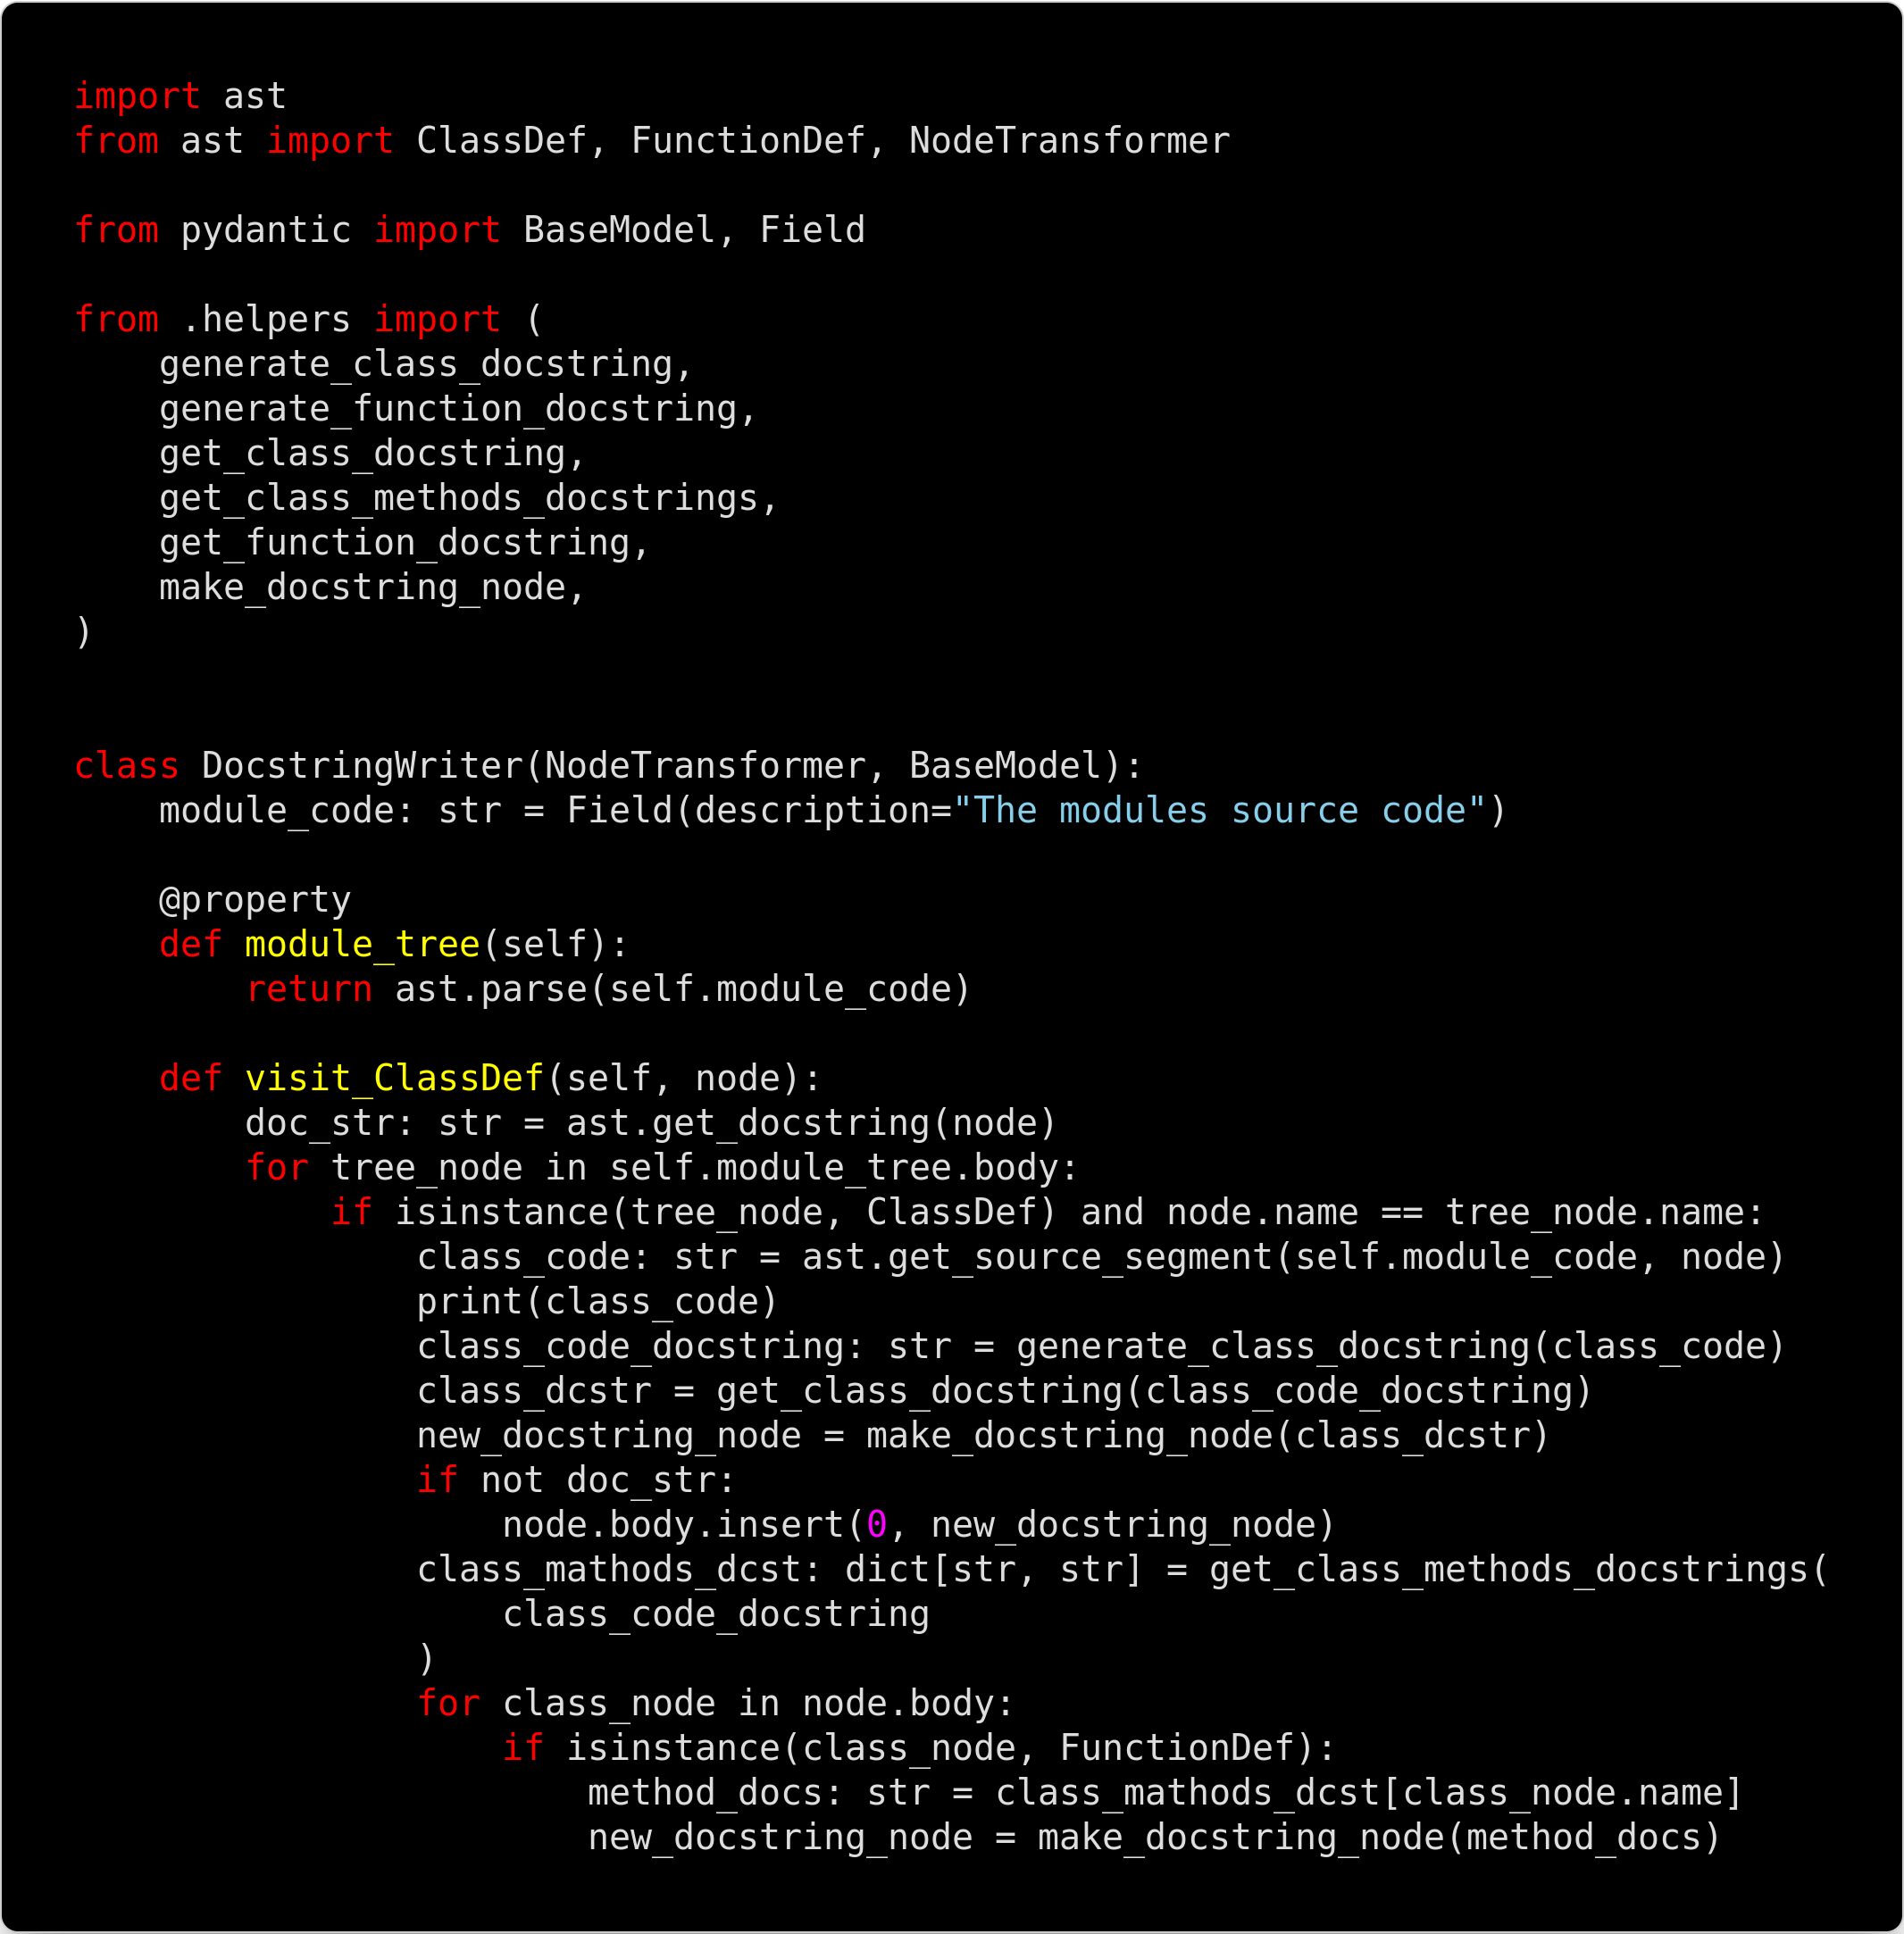 import ast
from ast import ClassDef, FunctionDef, NodeTransformer

from pydantic import BaseModel, Field

from .helpers import (
    generate_class_docstring,
    generate_function_docstring,
    get_class_docstring,
    get_class_methods_docstrings,
    get_function_docstring,
    make_docstring_node,
)


class DocstringWriter(NodeTransformer, BaseModel):
    module_code: str = Field(description="The modules source code")

    @property
    def module_tree(self):
        return ast.parse(self.module_code)

    def visit_ClassDef(self, node):
        doc_str: str = ast.get_docstring(node)
        for tree_node in self.module_tree.body:
            if isinstance(tree_node, ClassDef) and node.name == tree_node.name:
                class_code: str = ast.get_source_segment(self.module_code, node)
                print(class_code)
                class_code_docstring: str = generate_class_docstring(class_code)
                class_dcstr = get_class_docstring(class_code_docstring)
                new_docstring_node = make_docstring_node(class_dcstr)
                if not doc_str:
                    node.body.insert(0, new_docstring_node)
                class_mathods_dcst: dict[str, str] = get_class_methods_docstrings(
                    class_code_docstring
                )
                for class_node in node.body:
                    if isinstance(class_node, FunctionDef):
                        method_docs: str = class_mathods_dcst[class_node.name]
                        new_docstring_node = make_docstring_node(method_docs)